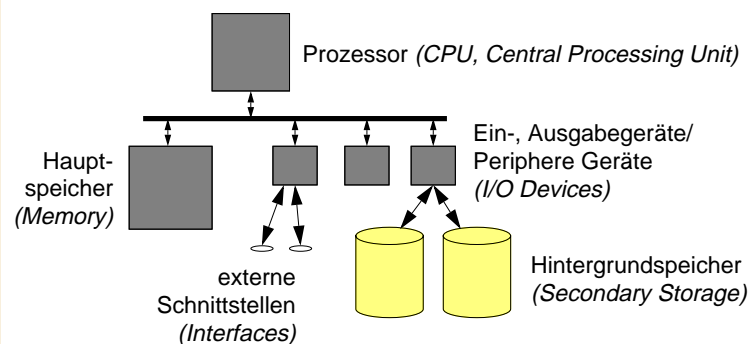 Prozessor (CPU, Central Processing Unit)
Haupt-
speicher
(Memory)
Ein-, Ausgabegeräte/
Periphere Geräte
(I/O Devices)
externe
Schnittstellen
(Interfaces)
Hintergrundspeicher
(Secondary Storage)